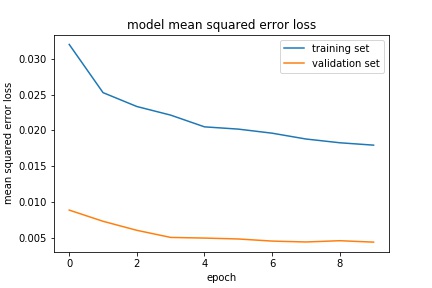 model mean squared error loss
training set
validation set
mean squared error loss
0.030
0.025
0.020
0.015
0.010
0.005
0 2 4 6 8
epoch